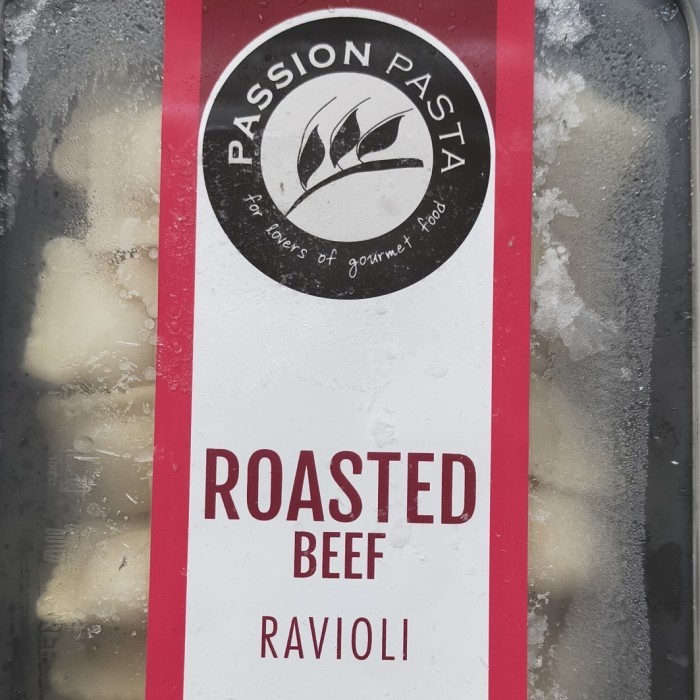 PASSION PASTA
for lovers of gourmet food
ROASTED
BEEF
RAVIOLI